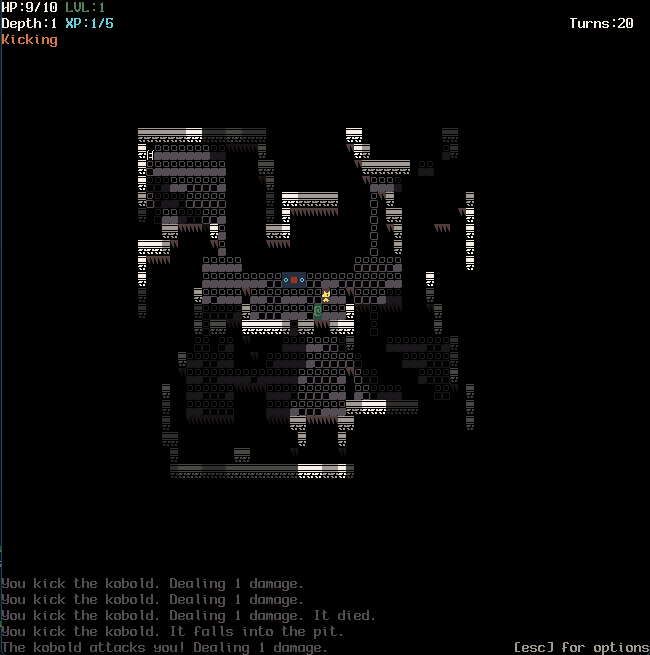 HP:9/10 LVL:1
Depth:1 XP:1/5 Turns:20
Kicking
You kick the kobold. Dealing 1 damage.
You kick the kobold. Dealing 1 damage.
You kick the kobold. Dealing 1 damage. It died.
You kick the kobold. It falls into the pit.
The kobold attacks you! Dealing 1 damage. [esc] for options